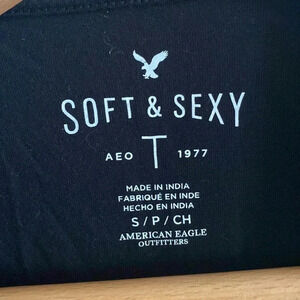 SOFT & SEXY
AEO T 1977
MADE IN INDIA
FABRIQUÉ EN INDE
HECHO EN INDIA
S/P/CH
AMERICAN EAGLE
OUTFITTERS